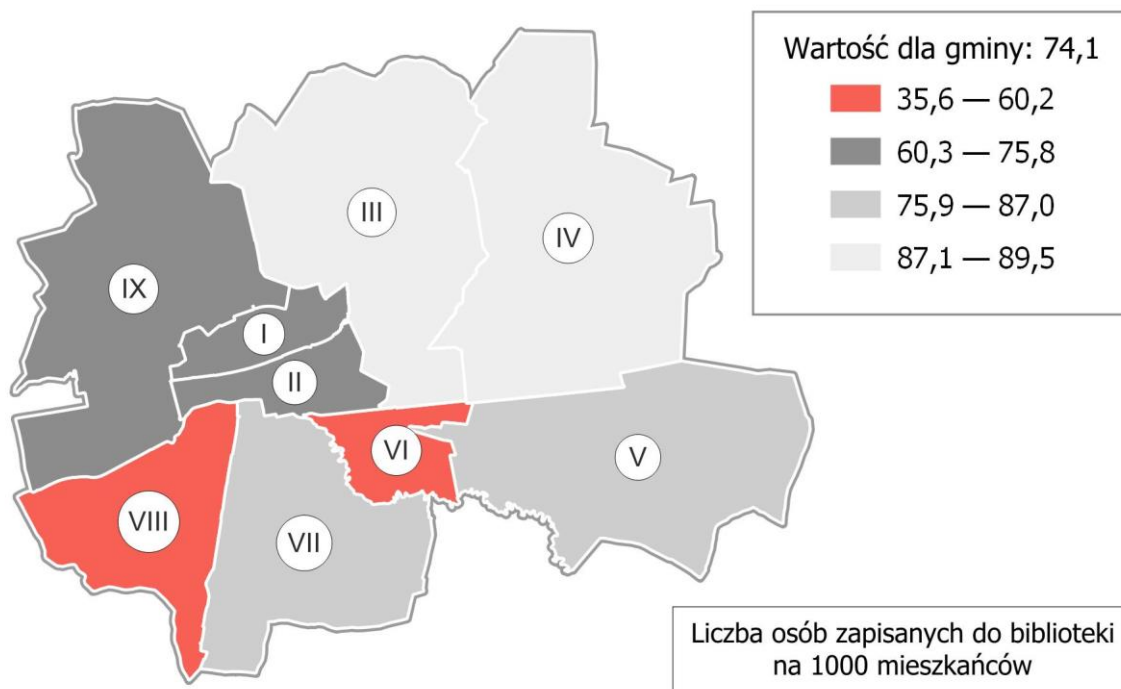 Wartość dla gminy: 74,1
35,6 — 60,2
60,3 — 75,8
75,9 — 87,0
87,1 — 89,5
III
IV
IX
I
II
VI
V
VIII
VII
Liczba osób zapisanych do biblioteki
na 1000 mieszkańców